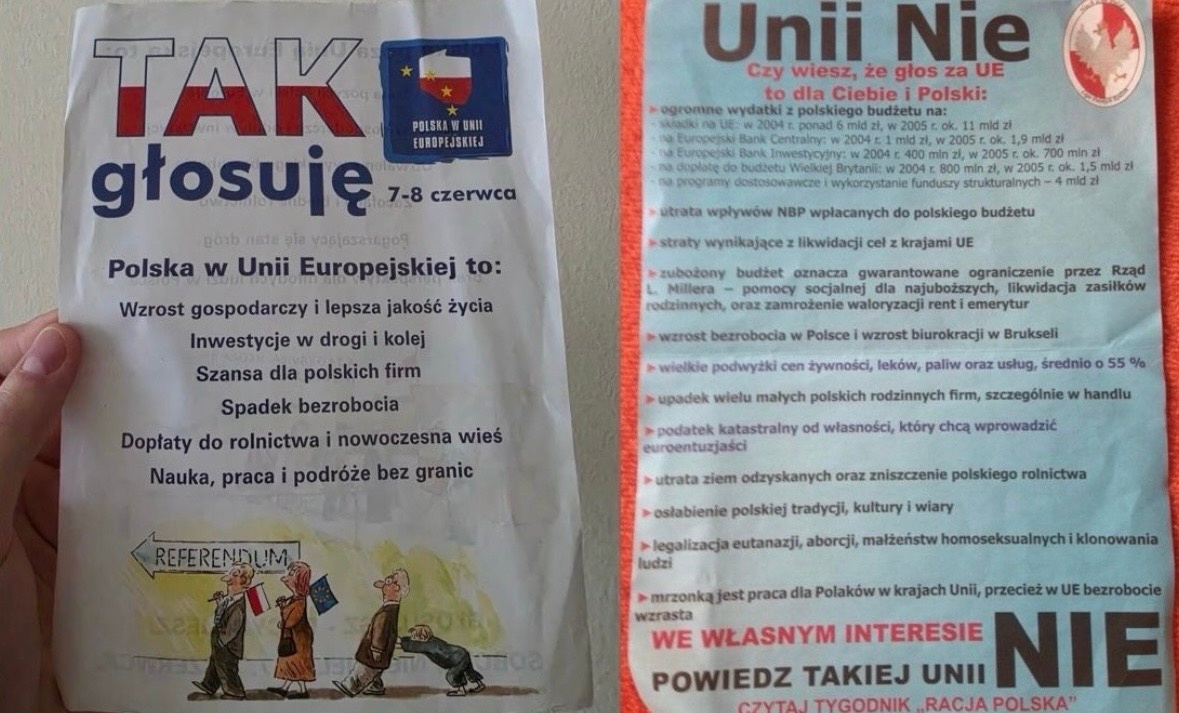 TAK
głosuję 7-8 czerwca
POLSKA W UNII
EUROPEJSKIEJ
Polska w Unii Europejskiej to:
Wzrost gospodarczy i lepsza jakość życia
Inwestycje w drogi i kolej
Szansa dla polskich firm
Spadek bezrobocia
Dopłaty do rolnictwa i nowoczesna wieś
Nauka, praca i podróże bez granic
REFERENDUM
Unii Nie
Czy wiesz, że głos za UE
to dla Ciebie i Polski:
►ogromne wydatki z polskiego budżetu na:
- składki na UE: w 2004 r. ponad 6 mld zł, w 2005 r. ok. 11 mld zł
- na Europejski Bank Centralny: w 2004 r. 1 mld zł, w 2005 r. ok. 1,9 mld zł
- na Europejski Bank Inwestycyjny: w 2004 r. 400 mln zł, w 2005 r. ok. 700 mln zł
- na dopłatę do budżetu Wielkiej Brytanii: w 2004 r. 800 mln zł, w 2005 r. ok. 1,5 mld zł
- na programy dostosowawcze i wykorzystanie funduszy strukturalnych – 4 mld zł
►utrata wpływów NBP wpłacanych do polskiego budżetu
►straty wynikające z likwidacji ceł z krajami UE
►zubożony budżet oznacza gwarantowane ograniczenie przez Rząd
L. Millera – pomocy socjalnej dla najuboższych, likwidacja zasiłków
rodzinnych, oraz zamrożenie waloryzacji rent i emerytur
►wzrost bezrobocia w Polsce i wzrost biurokracji w Brukseli
►wielkie podwyżki cen żywności, leków, paliw oraz usług, średnio o 55 %
►upadek wielu małych polskich rodzinnych firm, szczególnie w handlu
►podatek katastralny od własności, który chcą wprowadzić
euroentuzjaści
►utrata ziem odzyskanych oraz zniszczenie polskiego rolnictwa
►osłabienie polskiej tradycji, kultury i wiary
►legalizacja eutanazji, aborcji, małżeństw homoseksualnych i klonowania
ludzi
►mrzonką jest praca dla Polaków w krajach Unii, przecież w UE bezrobocie
wzrasta
WE WŁASNYM INTERESIE
POWIEDZ TAKIEJ UNII NIE
CZYTAJ TYGODNIK „RACJA POLSKA”